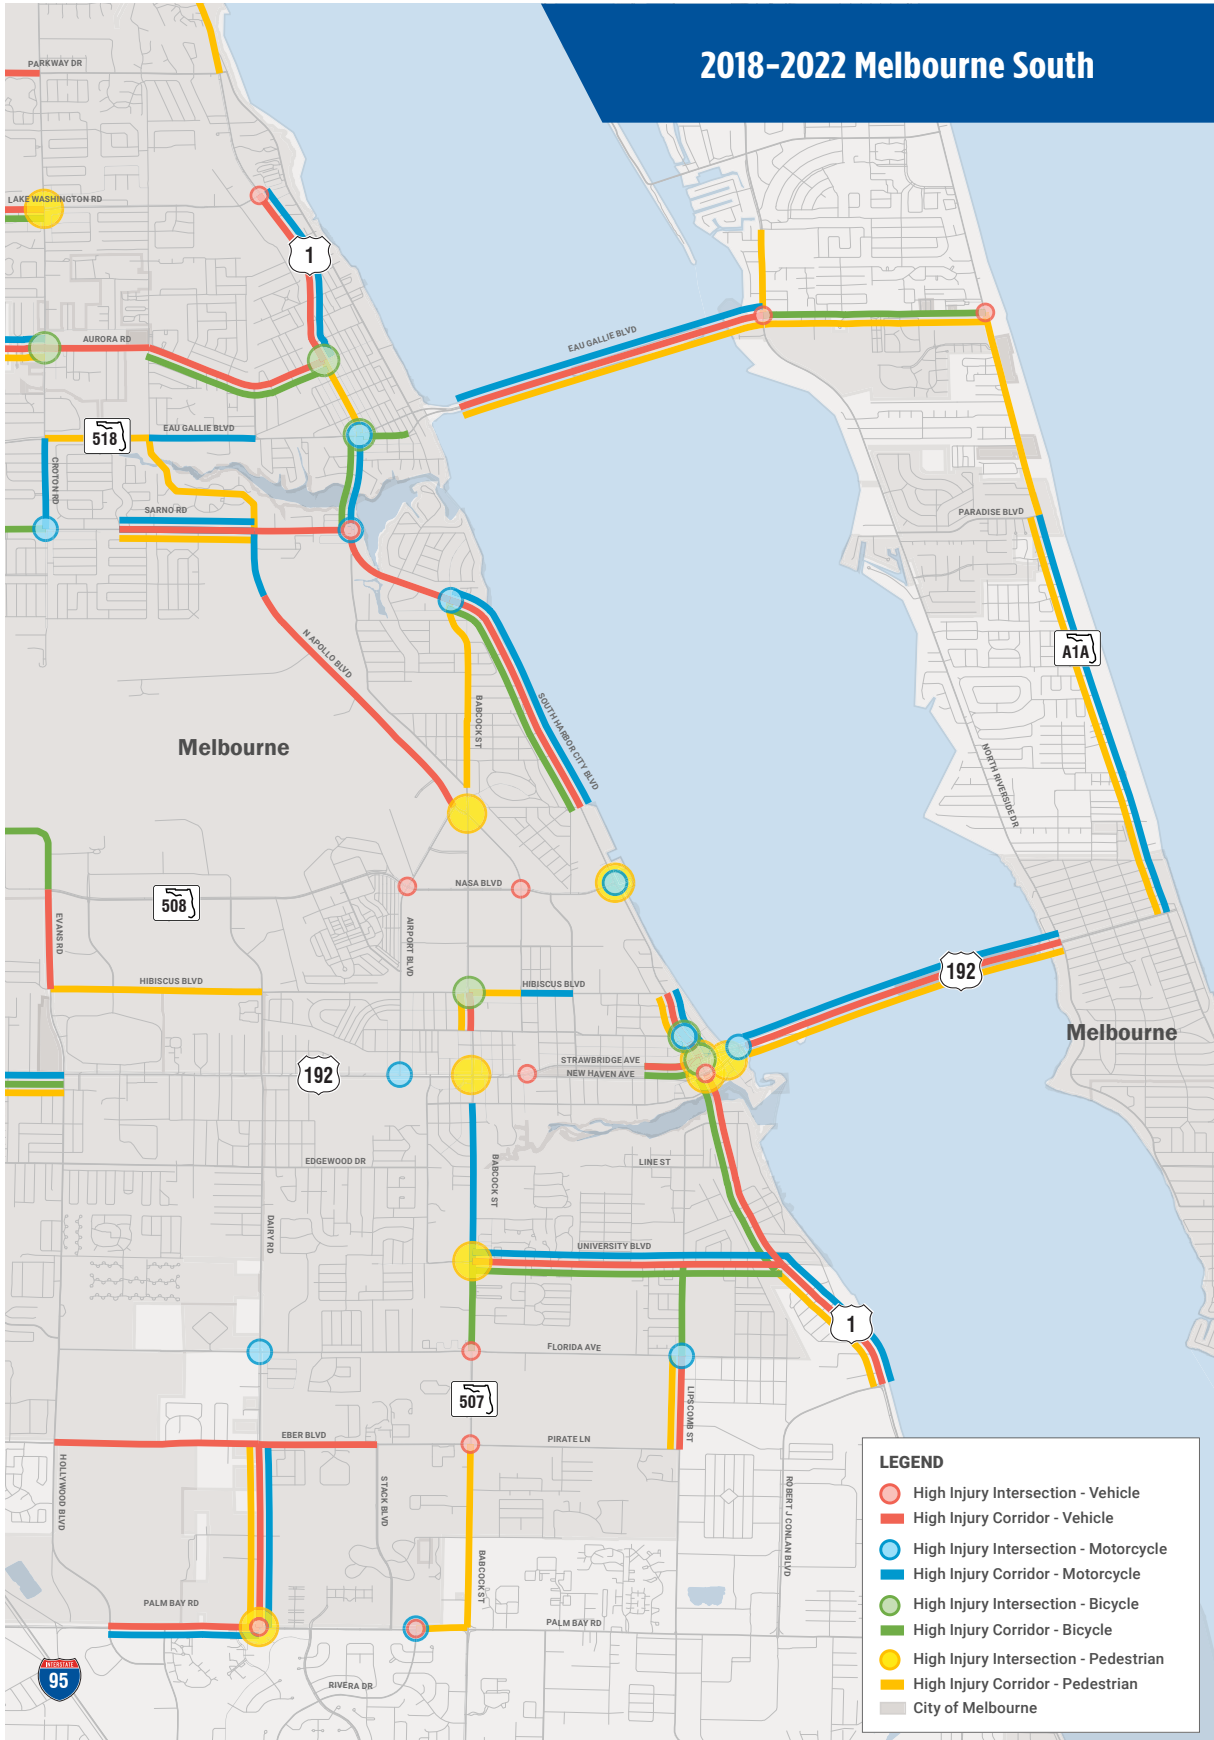 2018-2022 Melbourne South
PARKWAY DR
LAKE WASHINGTON RD
1
AURORA RD
EAU GALLIE BLVD
518
EAU GALLIE BLVD
CROTON RD
SARNO RD
PARADISE BLVD
N APOLLO BLVD
A1A
BABCOCK ST
SOUTH HARBOR CITY BLVD
Melbourne
NORTH RIVERSIDE DR
NASA BLVD
508
EVANS RD
AIRPORT BLVD
HIBISCUS BLVD
HIBISCUS BLVD
192
Melbourne
STRAWBRIDGE AVE
NEW HAVEN AVE
192
EDGEWOOD DR
LINE ST
BABCOCK ST
DAIRY RD
UNIVERSITY BLVD
1
FLORIDA AVE
507
LIPSCOMB ST
EBER BLVD
PIRATE LN
HOLLYWOOD BLVD
STACK BLVD
ROBERT J CONLAN BLVD
BABCOCK ST
PALM BAY RD
PALM BAY RD
INTERSTATE
95
RIVERA DR
LEGEND
High Injury Intersection - Vehicle
High Injury Corridor - Vehicle
High Injury Intersection - Motorcycle
High Injury Corridor - Motorcycle
High Injury Intersection - Bicycle
High Injury Corridor - Bicycle
High Injury Intersection - Pedestrian
High Injury Corridor - Pedestrian
City of Melbourne